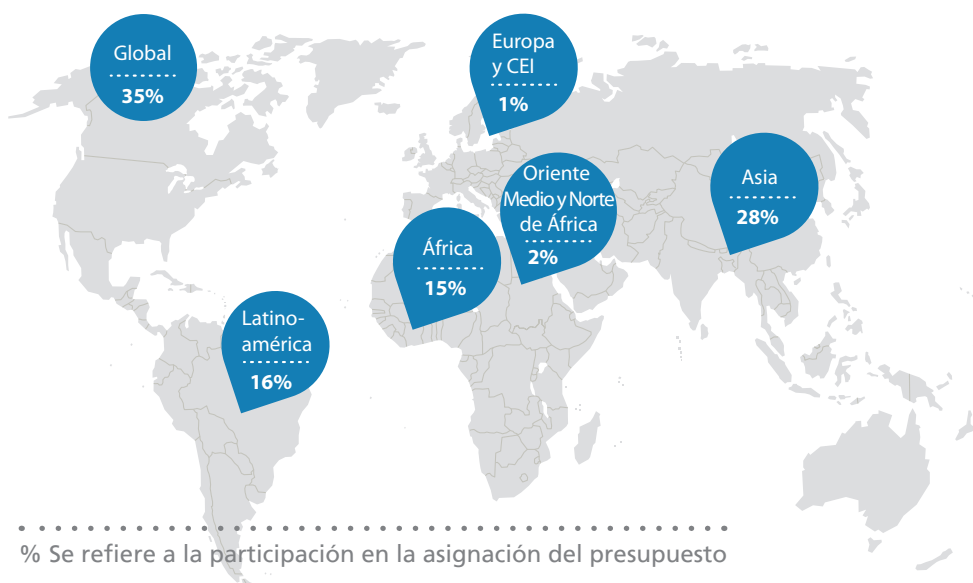 Global
35%
Europa
y CEI
1%
Oriente
Medio y Norte
de África
2%
Asia
28%
África
15%
Latino-
américa
16%
% Se refiere a la participación en la asignación del presupuesto